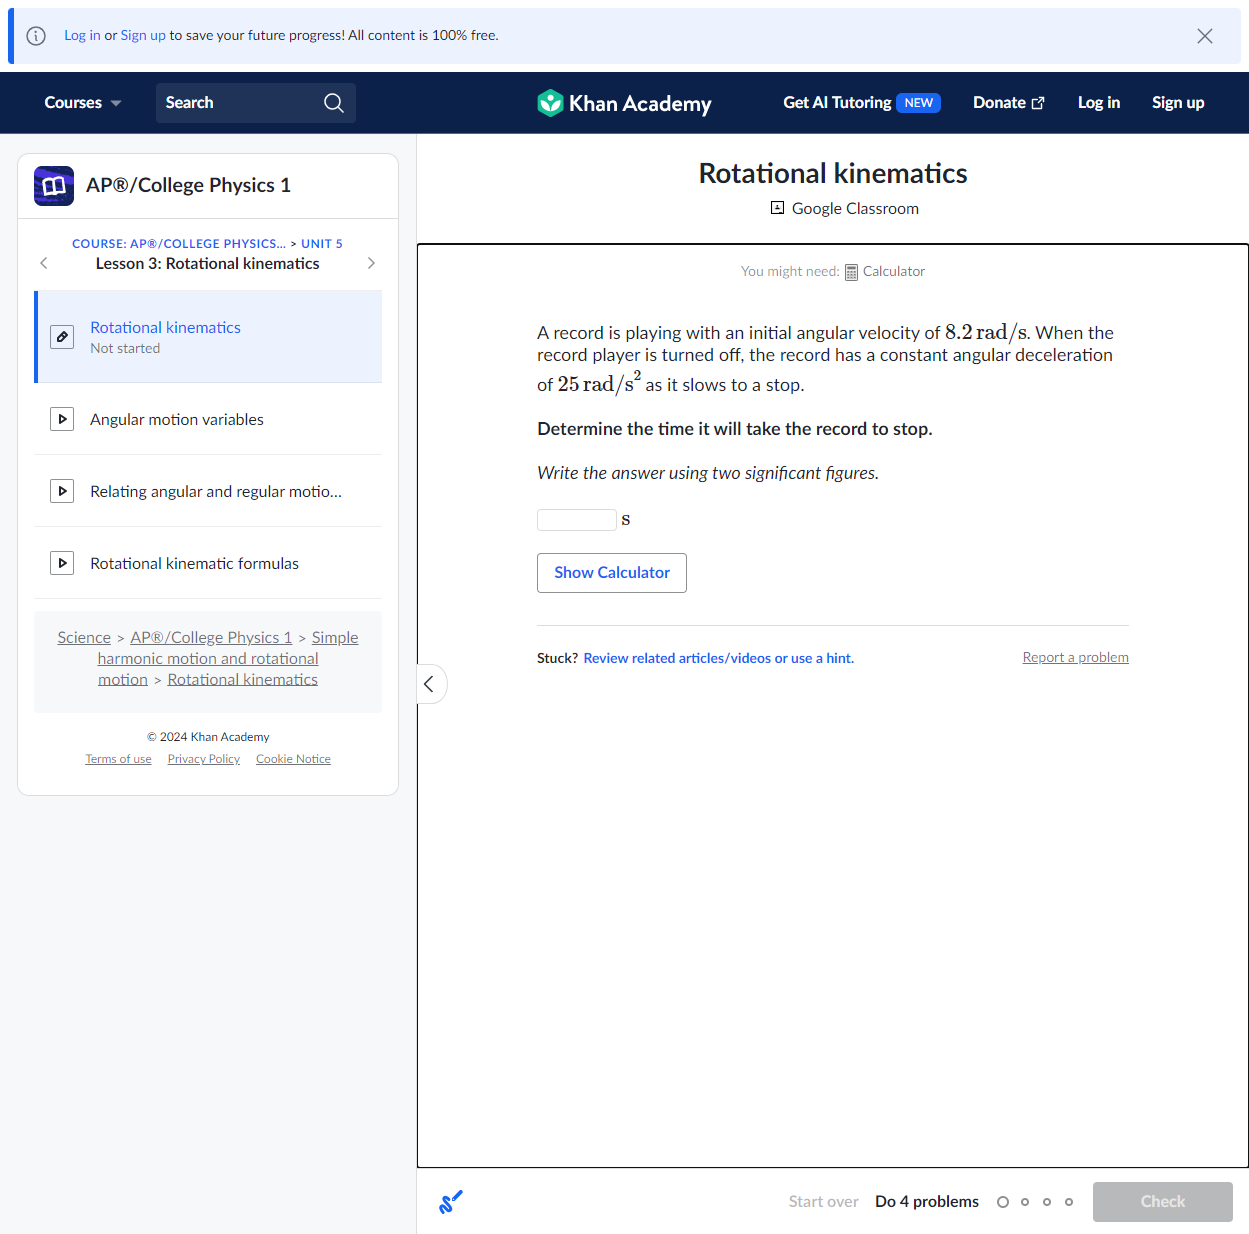 Log in or Sign up to save your future progress! All content is 100% free.
Courses
Search
Khan Academy
Get AI Tutoring NEW
Donate
Log in
Sign up
AP®/College Physics 1
COURSE: AP®/COLLEGE PHYSICS... > UNIT 5
Lesson 3: Rotational kinematics
Rotational kinematics
Not started
Angular motion variables
Relating angular and regular motio...
Rotational kinematic formulas
Science > AP®/College Physics 1 > Simple
harmonic motion and rotational
motion > Rotational kinematics
© 2024 Khan Academy
Terms of use Privacy Policy Cookie Notice
Rotational kinematics
Google Classroom
You might need: Calculator
A record is playing with an initial angular velocity of 8.2 rad/s. When the
record player is turned off, the record has a constant angular deceleration
of 25 rad/s² as it slows to a stop.
Determine the time it will take the record to stop.
Write the answer using two significant figures.
s
Show Calculator
Stuck? Review related articles/videos or use a hint.
Report a problem
Start over
Do 4 problems
Check